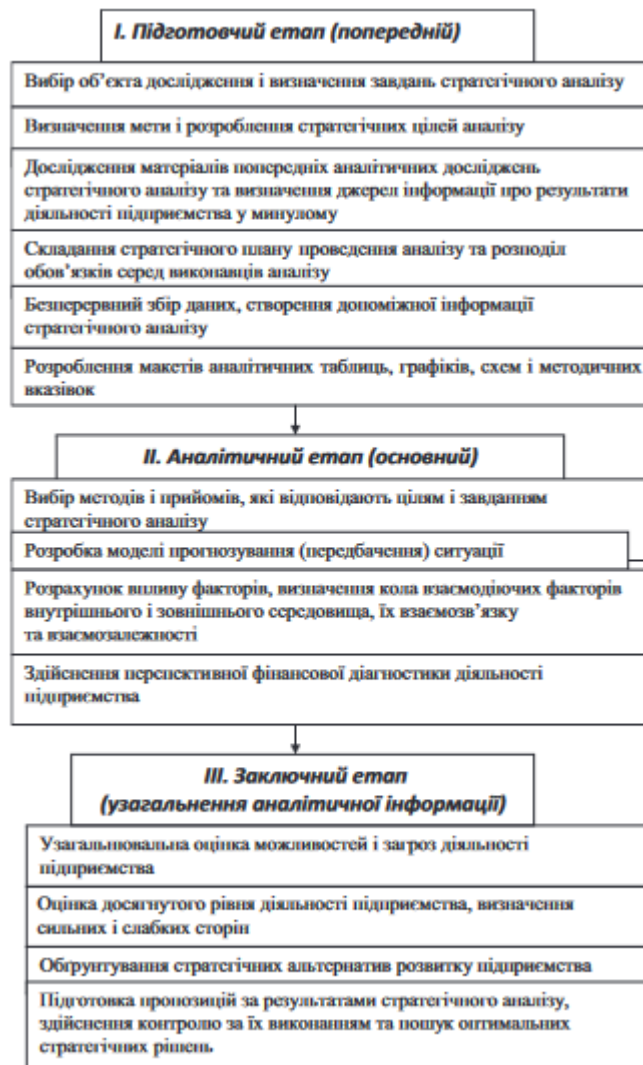 I. Підготовчий етап (попередній)
Вибір об’єкта дослідження і визначення завдань стратегічного аналізу
Визначення мети і розроблення стратегічних цілей аналізу
Дослідження матеріалів попередніх аналітичних досліджень
стратегічного аналізу та визначення джерел інформації про результати
діяльності підприємства у минулому
Складання стратегічного плану проведення аналізу та розподіл
обов’язків серед виконавців аналізу
Безперервний збір даних, створення допоміжної інформації
стратегічного аналізу
Розроблення макетів аналітичних таблиць, графіків, схем і методичних
вказівок
II. Аналітичний етап (основний)
Вибір методів і прийомів, які відповідають цілям і завданням
стратегічного аналізу
Розробка моделі прогнозування (передбачення) ситуації
Розрахунок впливу факторів, визначення кола взаємодіючих факторів
внутрішнього і зовнішнього середовища, їх взаємозв’язку
та взаємозалежності
Здійснення перспективної фінансової діагностики діяльності
підприємства
III. Заключний етап
(узагальнення аналітичної інформації)
Узагальнювальна оцінка можливостей і загроз діяльності
підприємства
Оцінка досягнутого рівня діяльності підприємства, визначення
сильних і слабких сторін
Обґрунтування стратегічних альтернатив розвитку підприємства
Підготовка пропозицій за результатами стратегічного аналізу,
здійснення контролю за їх виконанням та пошук оптимальних
стратегічних рішень